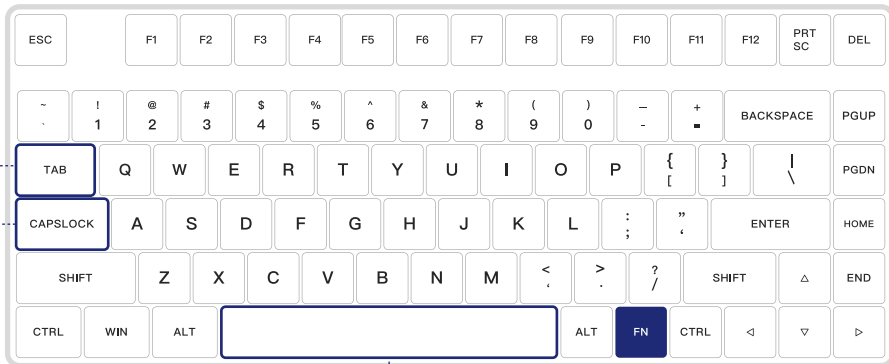 ESC F1 F2 F3 F4 F5 F6 F7 F8 F9 F10 F11 F12 PRT SC DEL
~ ! @ # $ % ^ & * ( ) — +
· 1 2 3 4 5 6 7 8 9 0 - = BACKSPACE PGUP
TAB Q W E R T Y U I O P { [ } ] | \ PGDN
CAPSLOCK A S D F G H J K L : ; ” ‘ ENTER HOME
SHIFT Z X C V B N M < ‘ > · ? / SHIFT △ END
CTRL WIN ALT ALT FN CTRL ◁ ▽ ▷